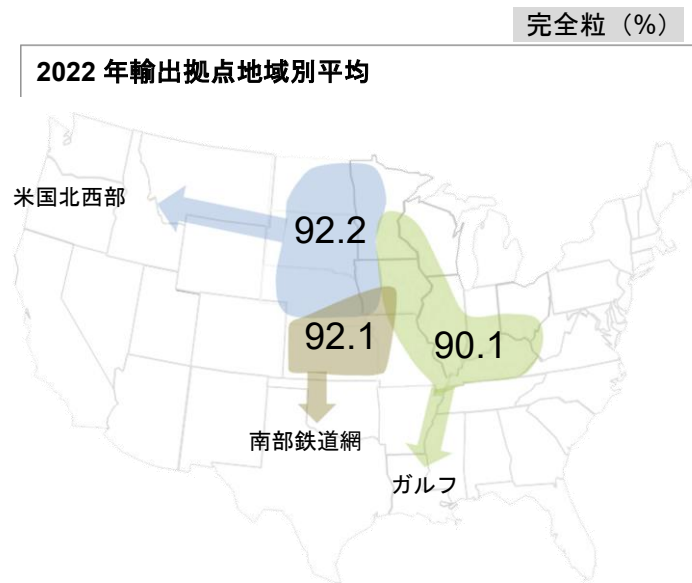 完全粒（%）
2022 年輸出拠点地域別平均
米国北西部
92.2
92.1
90.1
南部鉄道網
ガルフ